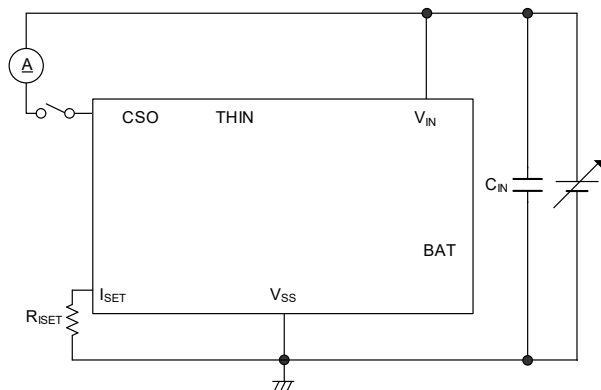 A
CSO
THIN
VIN
CIN
BAT
ISET
VSS
RISET